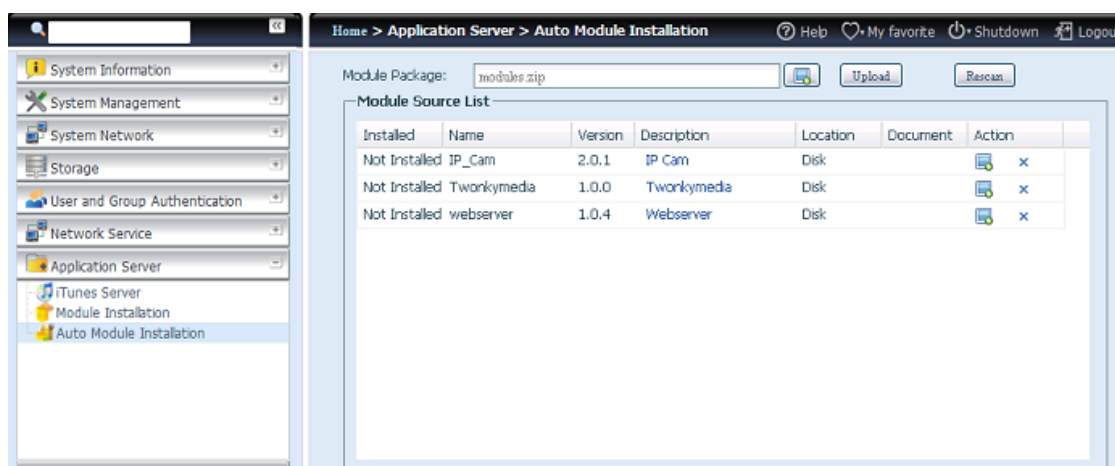 Home > Application Server > Auto Module Installation
Help
My favorite
Shutdown
Logou
System Information
System Management
System Network
Storage
User and Group Authentication
Network Service
Application Server
iTunes Server
Module Installation
Auto Module Installation
Module Package: modules.zip Upload Rescan
Module Source List
Installed Name Version Description Location Document Action
Not Installed IP_Cam 2.0.1 IP Cam Disk
Not Installed Twonkymedia 1.0.0 Twonkymedia Disk
Not Installed webserver 1.0.4 Webserver Disk